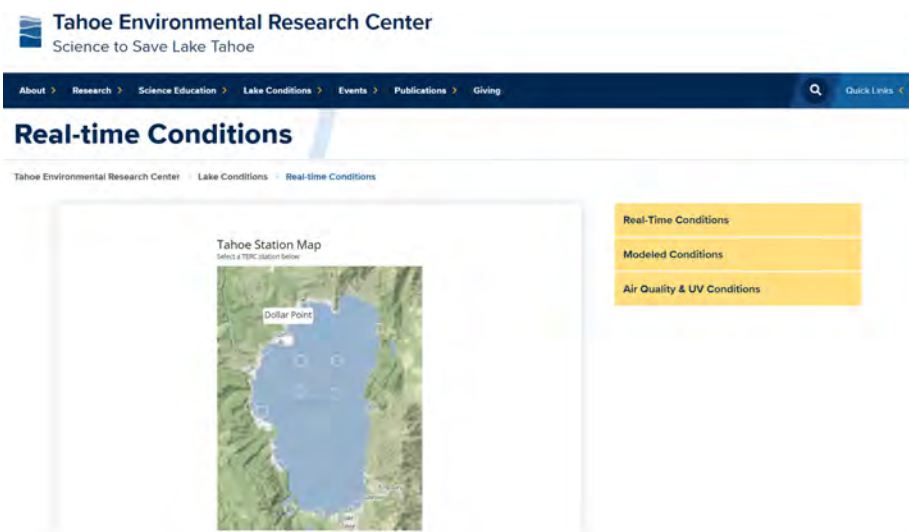 Tahoe Environmental Research Center
Science to Save Lake Tahoe
About Research Science Education Lake Conditions Events Publications Giving Quick Links
Real-time Conditions
Tahoe Environmental Research Center Lake Conditions Real-time Conditions
Tahoe Station Map
Select a TERC station below
Dollar Point
Real-Time Conditions
Modeled Conditions
Air Quality & UV Conditions